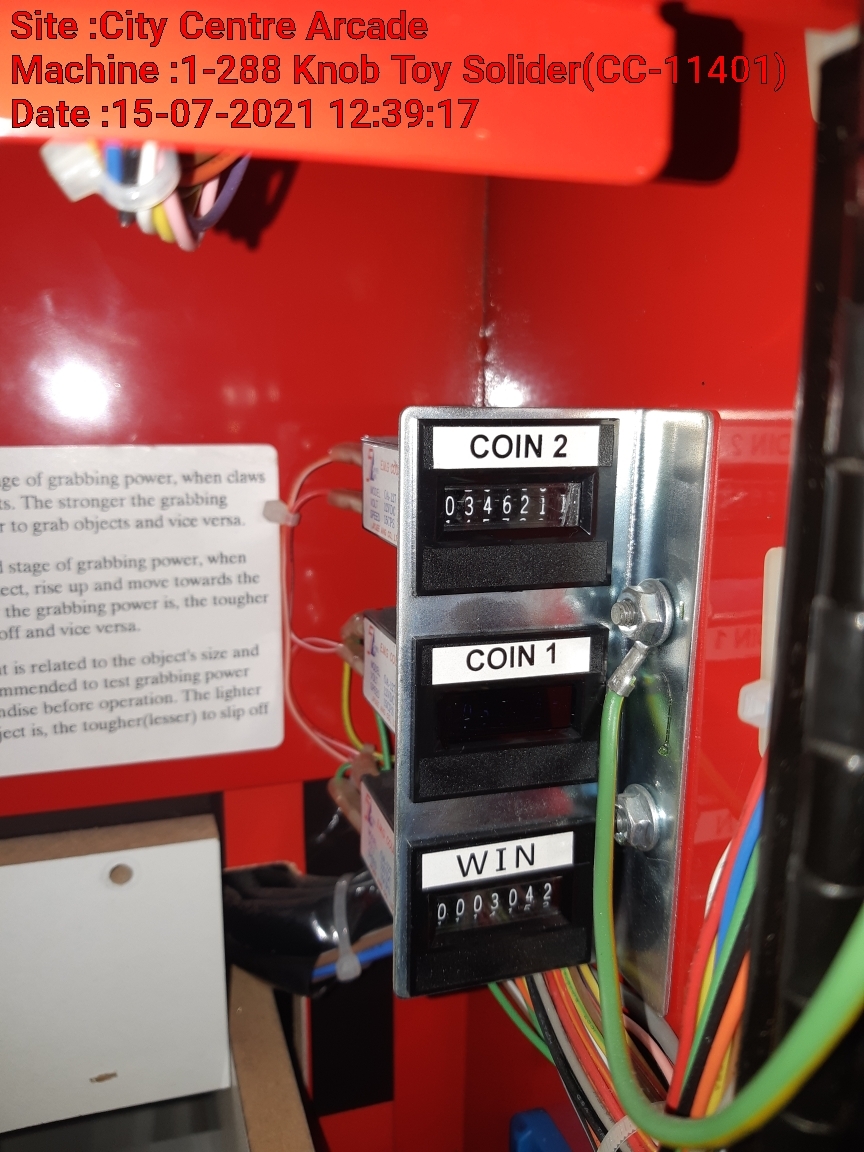 Site :City Centre Arcade
Machine :1-288 Knob Toy Solider(CC-11401)
Date :15-07-2021 12:39:17
ge of grabbing power, when claws
ts. The stronger the grabbing
r to grab objects and vice versa.
stage of grabbing power, when
ect, rise up and move towards the
the grabbing power is, the tougher
off and vice versa.
nt is related to the object's size and
mmended to test grabbing power
ndise before operation. The lighter
ject is, the tougher(lesser) to slip off
COIN 2
0346211
COIN 1
WIN
0003042